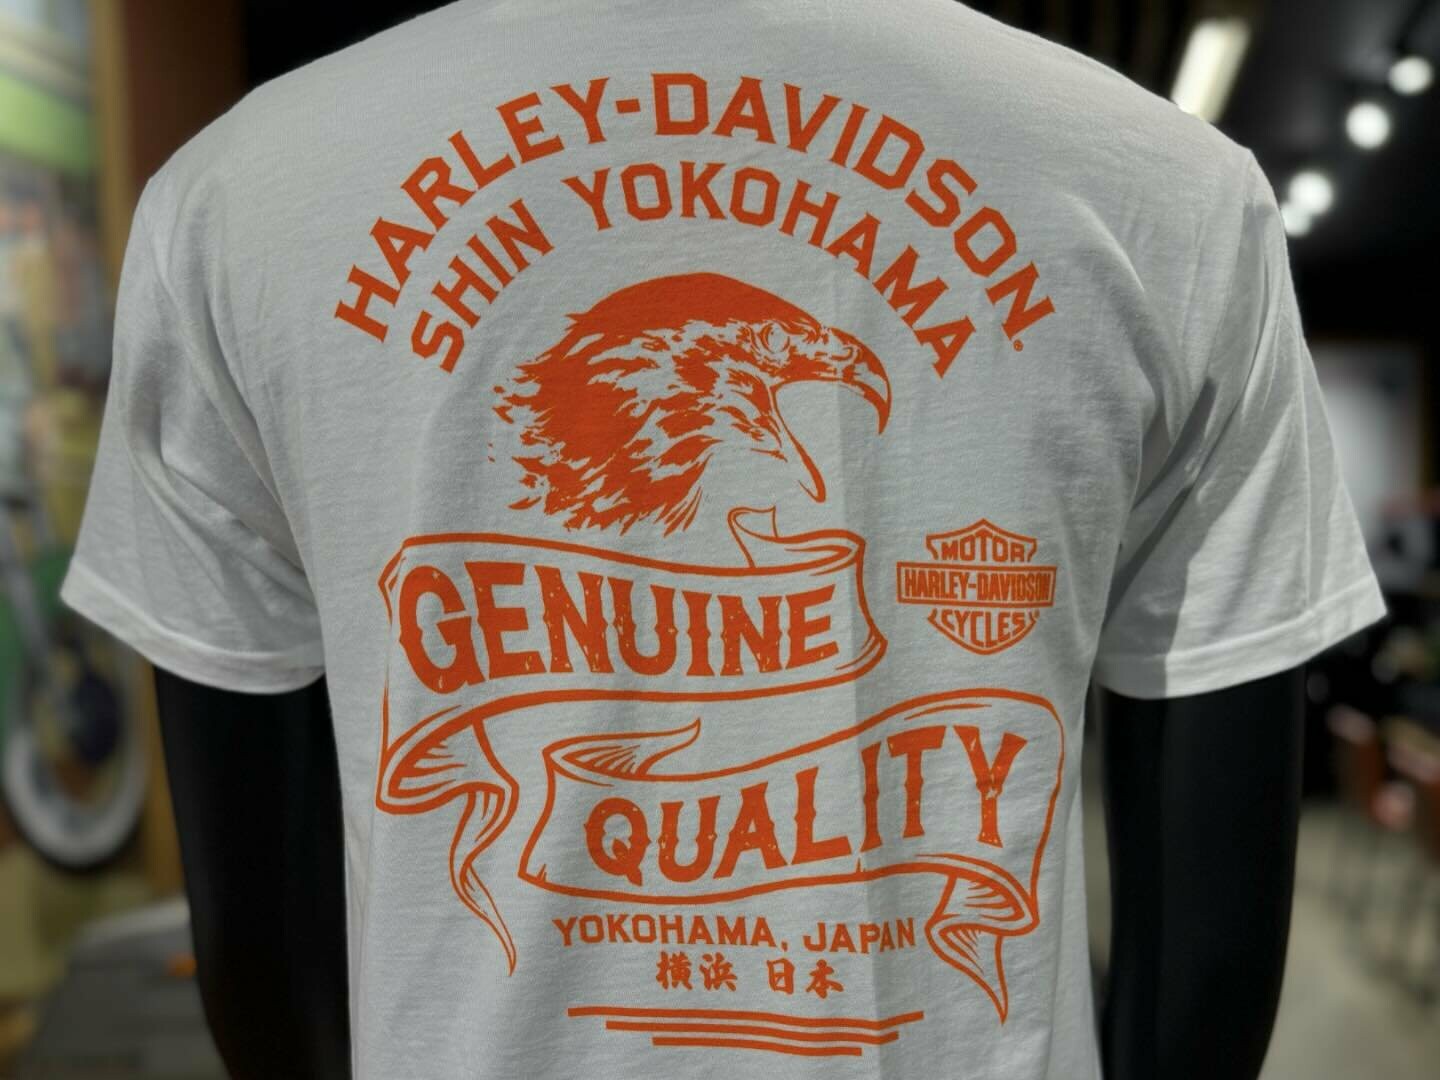 HARLEY-DAVIDSON®
SHIN YOKOHAMA
GENUINE
MOTOR
HARLEY-DAVIDSON
CYCLES
QUALITY
YOKOHAMA, JAPAN
横浜 日本